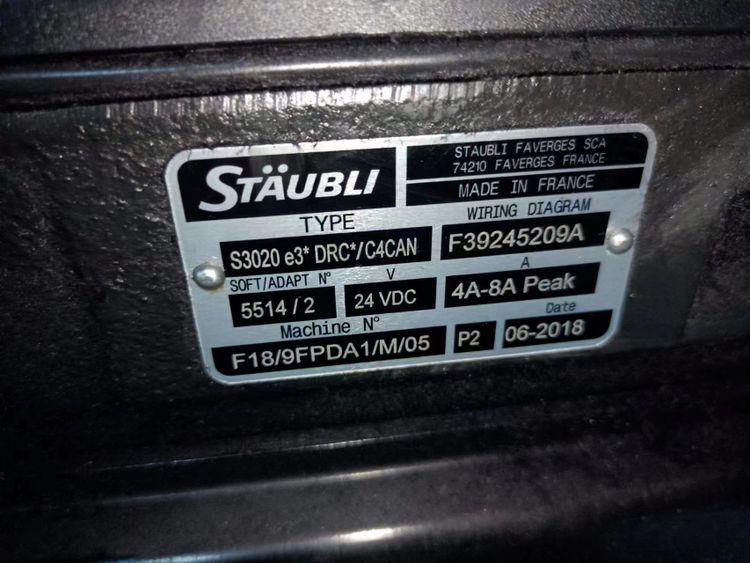 STÄUBLI
STAUBLI FAVERGES SCA
74210 FAVERGES FRANCE
MADE IN FRANCE
TYPE
WIRING DIAGRAM
S3020 e3* DRC*/C4CAN
F39245209A
SOFT/ADAPT N°
V
A
5514 / 2
24 VDC
4A-8A Peak
Machine N°
Date
F18/9FPDA1/M/05
P2
06-2018